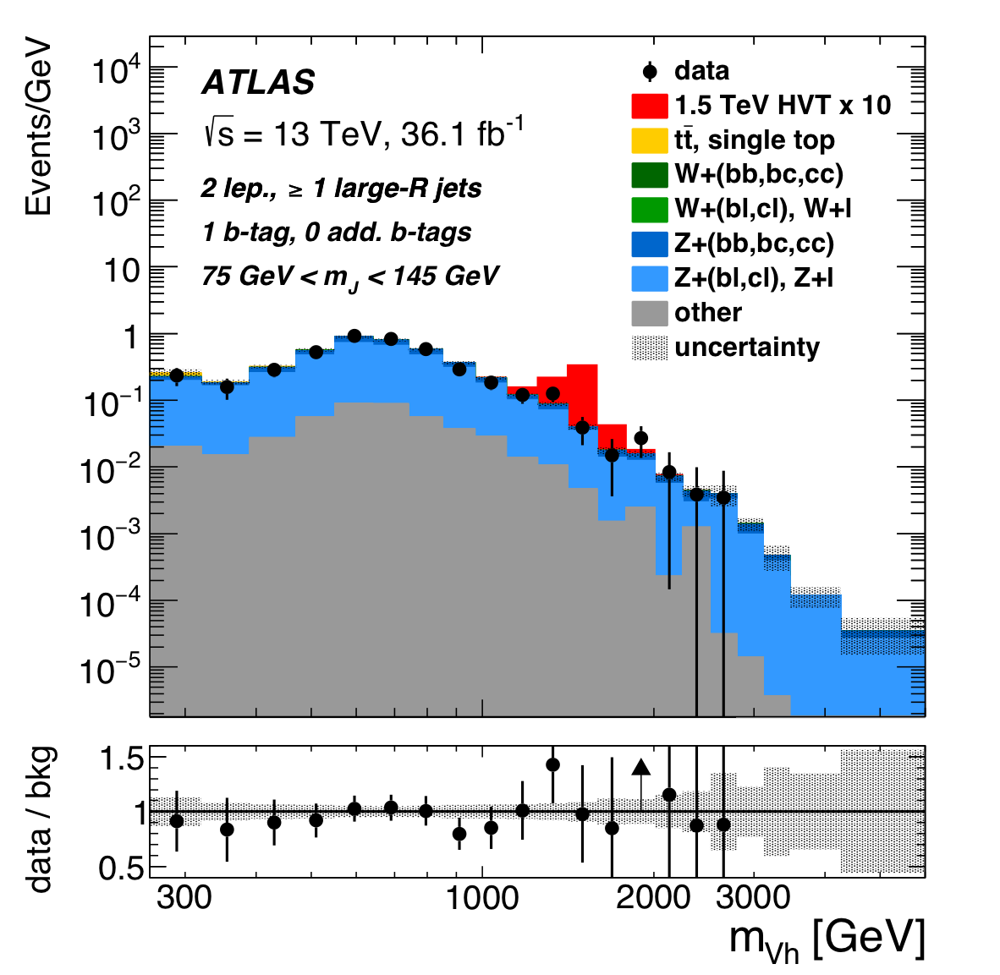 Events/GeV
10⁴
10³
10²
10
1
10⁻¹
10⁻²
10⁻³
10⁻⁴
10⁻⁵
ATLAS
√s = 13 TeV, 36.1 fb⁻¹
2 lep., ≥ 1 large-R jets
1 b-tag, 0 add. b-tags
75 GeV < m_J < 145 GeV
data
1.5 TeV HVT x 10
tt̄, single top
W+(bb,bc,cc)
W+(bl,cl), W+l
Z+(bb,bc,cc)
Z+(bl,cl), Z+l
other
uncertainty
data / bkg
1.5
1
0.5
300 1000 2000 3000
m_Vh [GeV]